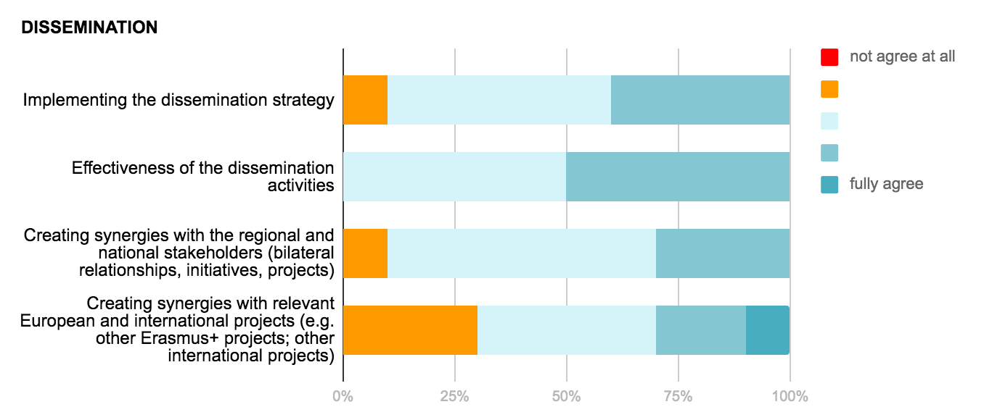 DISSEMINATION
not agree at all
fully agree
Implementing the dissemination strategy
Effectiveness of the dissemination
activities
Creating synergies with the regional and
national stakeholders (bilateral
relationships, initiatives, projects)
Creating synergies with relevant
European and international projects (e.g.
other Erasmus+ projects; other
international projects)
0%
25%
50%
75%
100%